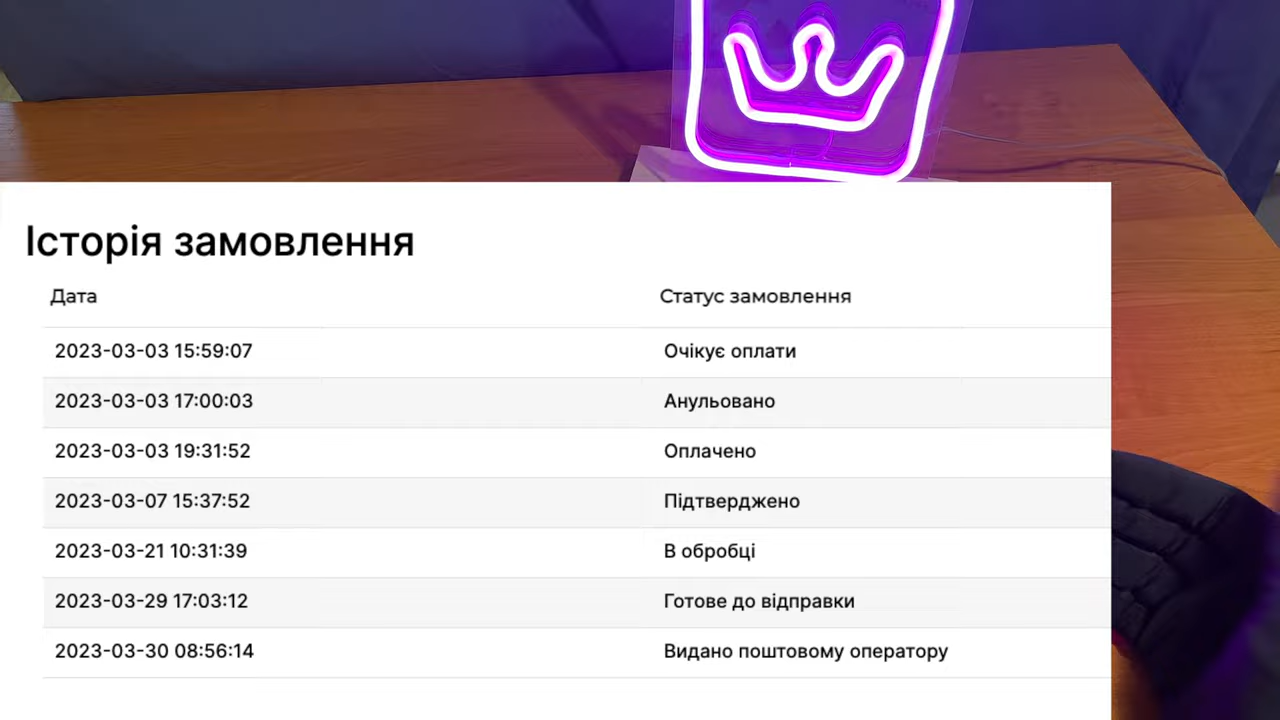 Історія замовлення
Дата Статус замовлення
2023-03-03 15:59:07 Очікує оплати
2023-03-03 17:00:03 Анульовано
2023-03-03 19:31:52 Оплачено
2023-03-07 15:37:52 Підтверджено
2023-03-21 10:31:39 В обробці
2023-03-29 17:03:12 Готове до відправки
2023-03-30 08:56:14 Видано поштовому оператору